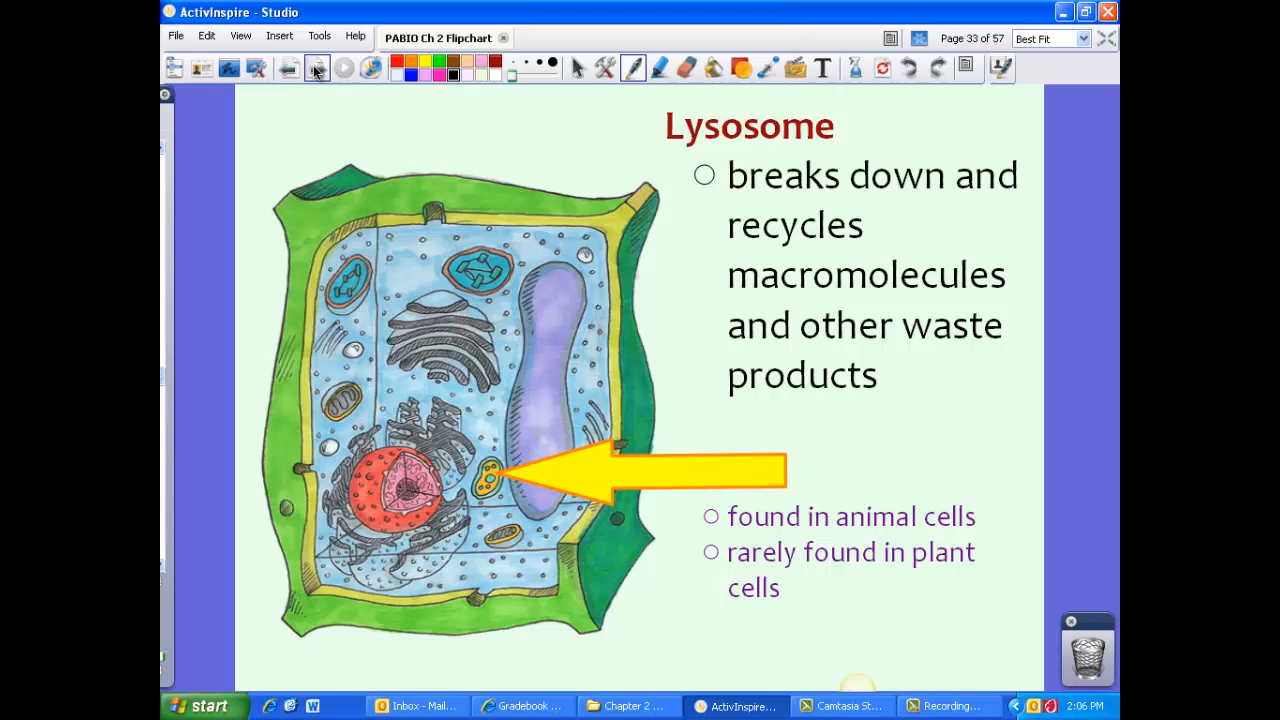 ActivInspire - Studio
File Edit View Insert Tools Help
PABIO Ch 2 Flipchart
Page 33 of 57
Best Fit
T
Lysosome
breaks down and
recycles
macromolecules
and other waste
products
found in animal cells
rarely found in plant
cells
start
W
Inbox - Mail...
Gradebook ...
Chapter 2 ...
ActivInspire...
Camtasia St...
Recording...
2:06 PM